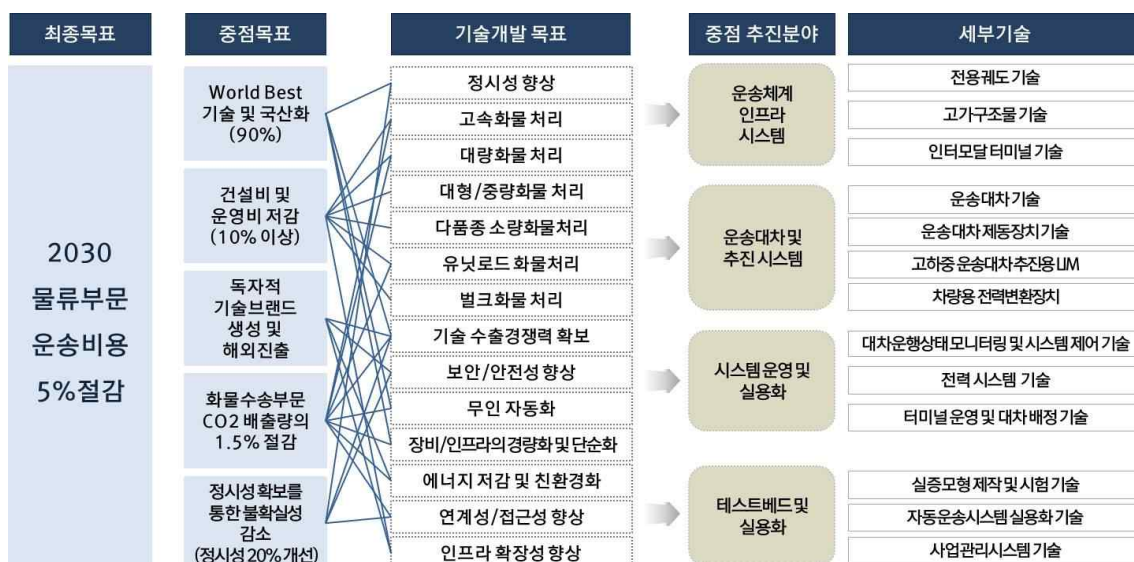 최종목표
중점목표
기술개발 목표
중점 추진분야
세부기술
2030
물류부문
운송비용
5%절감
World Best
기술 및 국산화
(90%)
건설비 및
운영비 저감
(10% 이상)
독자적
기술브랜드
생성 및
해외진출
화물수송부문
CO2 배출량의
1.5% 절감
정시성 확보를
통한 불확실성
감소
(정시성 20% 개선)
정시성 향상
고속화물 처리
대량화물 처리
대형/중량화물 처리
다품종 소량화물처리
유닛로드 화물처리
벌크화물 처리
기술 수출경쟁력 확보
보안/안전성 향상
무인 자동화
장비/인프라의 경량화 및 단순화
에너지 저감 및 친환경화
연계성/접근성 향상
인프라 확장성 향상
운송체계
인프라
시스템
운송대차 및
추진 시스템
시스템 운영 및
실용화
테스트베드 및
실용화
전용궤도 기술
고가구조물 기술
인터모달 터미널 기술
운송대차 기술
운송대차 제동장치 기술
고하중 운송대차 추진용 LIM
차량용 전력변환장치
대차운행상태 모니터링 및 시스템 제어 기술
전력 시스템 기술
터미널 운영 및 대차 배정 기술
실증모형 제작 및 시험 기술
자동운송시스템 실용화 기술
사업관리시스템 기술